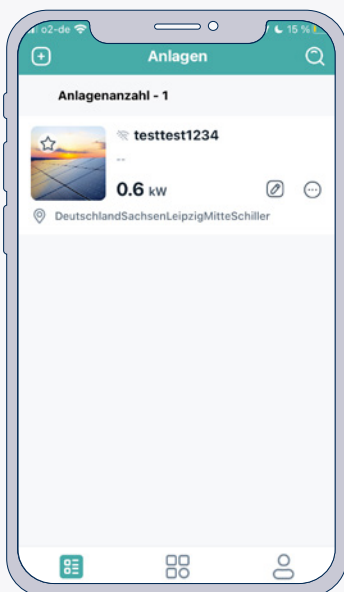 o2-de 15 %
Anlagen
Anlagenanzahl - 1
testtest1234
--
0.6 kW
DeutschlandSachsenLeipzigMitteSchiller